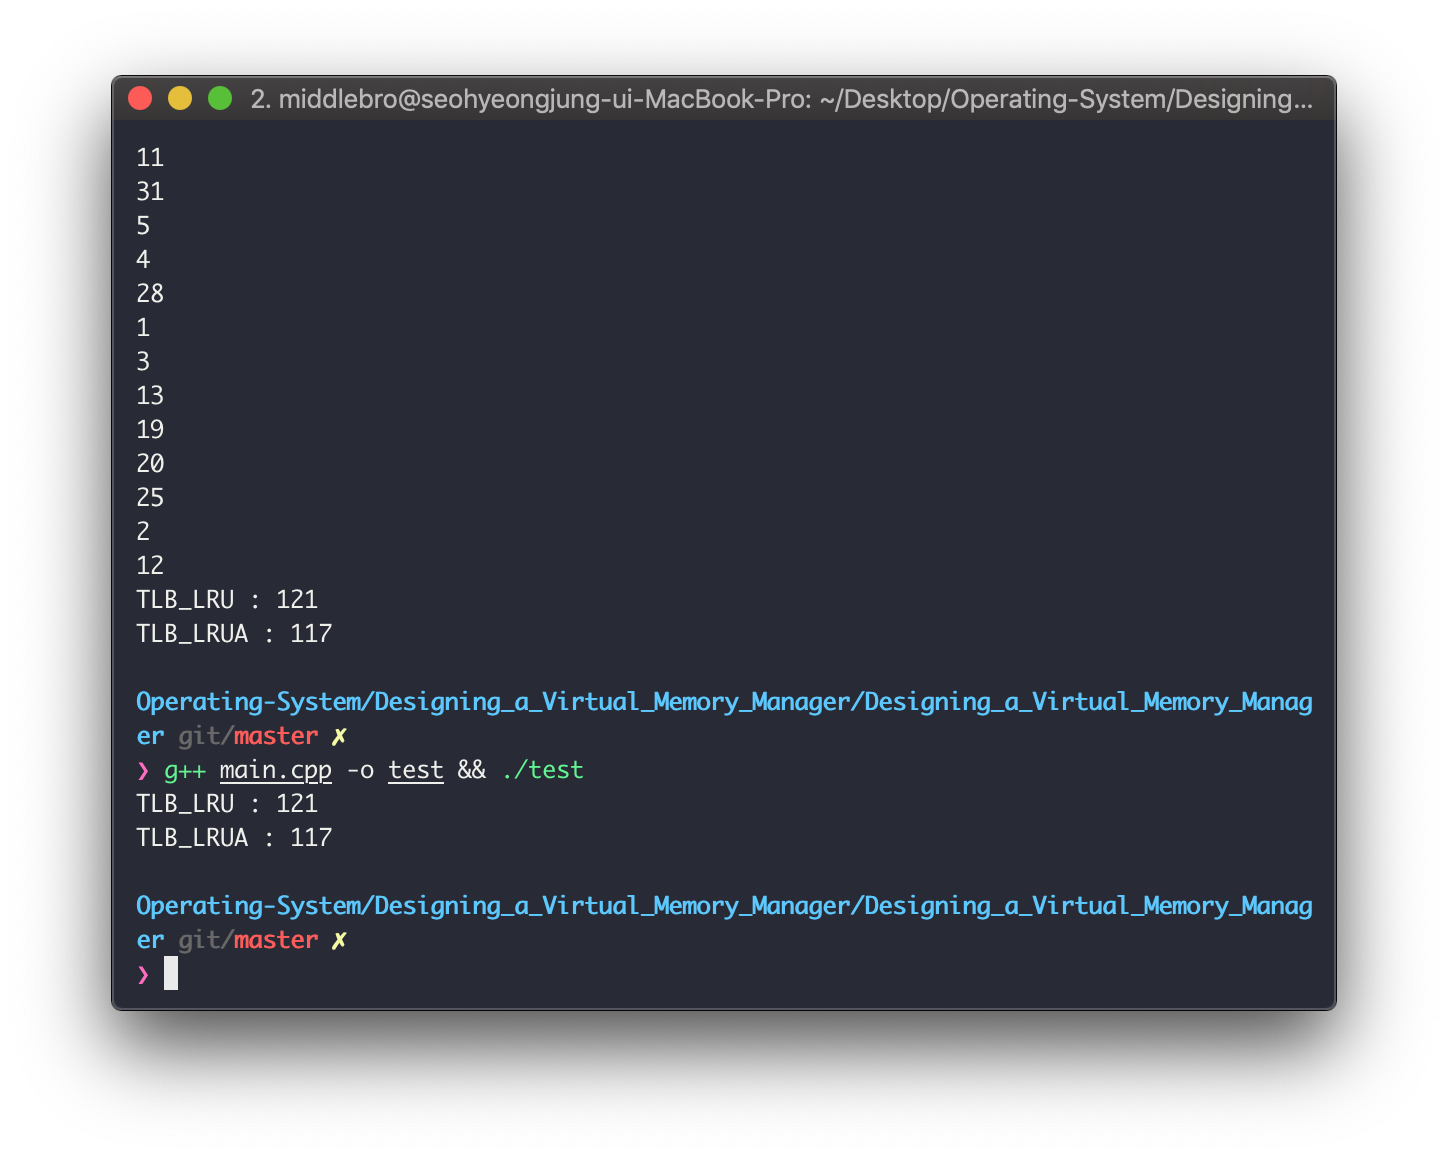 2. middlebro@seohyeongjung-ui-MacBook-Pro: ~/Desktop/Operating-System/Designing...
11
31
5
4
28
1
3
13
19
20
25
2
12
TLB_LRU : 121
TLB_LRUA : 117
Operating-System/Designing_a_Virtual_Memory_Manager/Designing_a_Virtual_Memory_Manag
er git/master ✗
❯ g++ main.cpp -o test && ./test
TLB_LRU : 121
TLB_LRUA : 117
Operating-System/Designing_a_Virtual_Memory_Manager/Designing_a_Virtual_Memory_Manag
er git/master ✗
❯